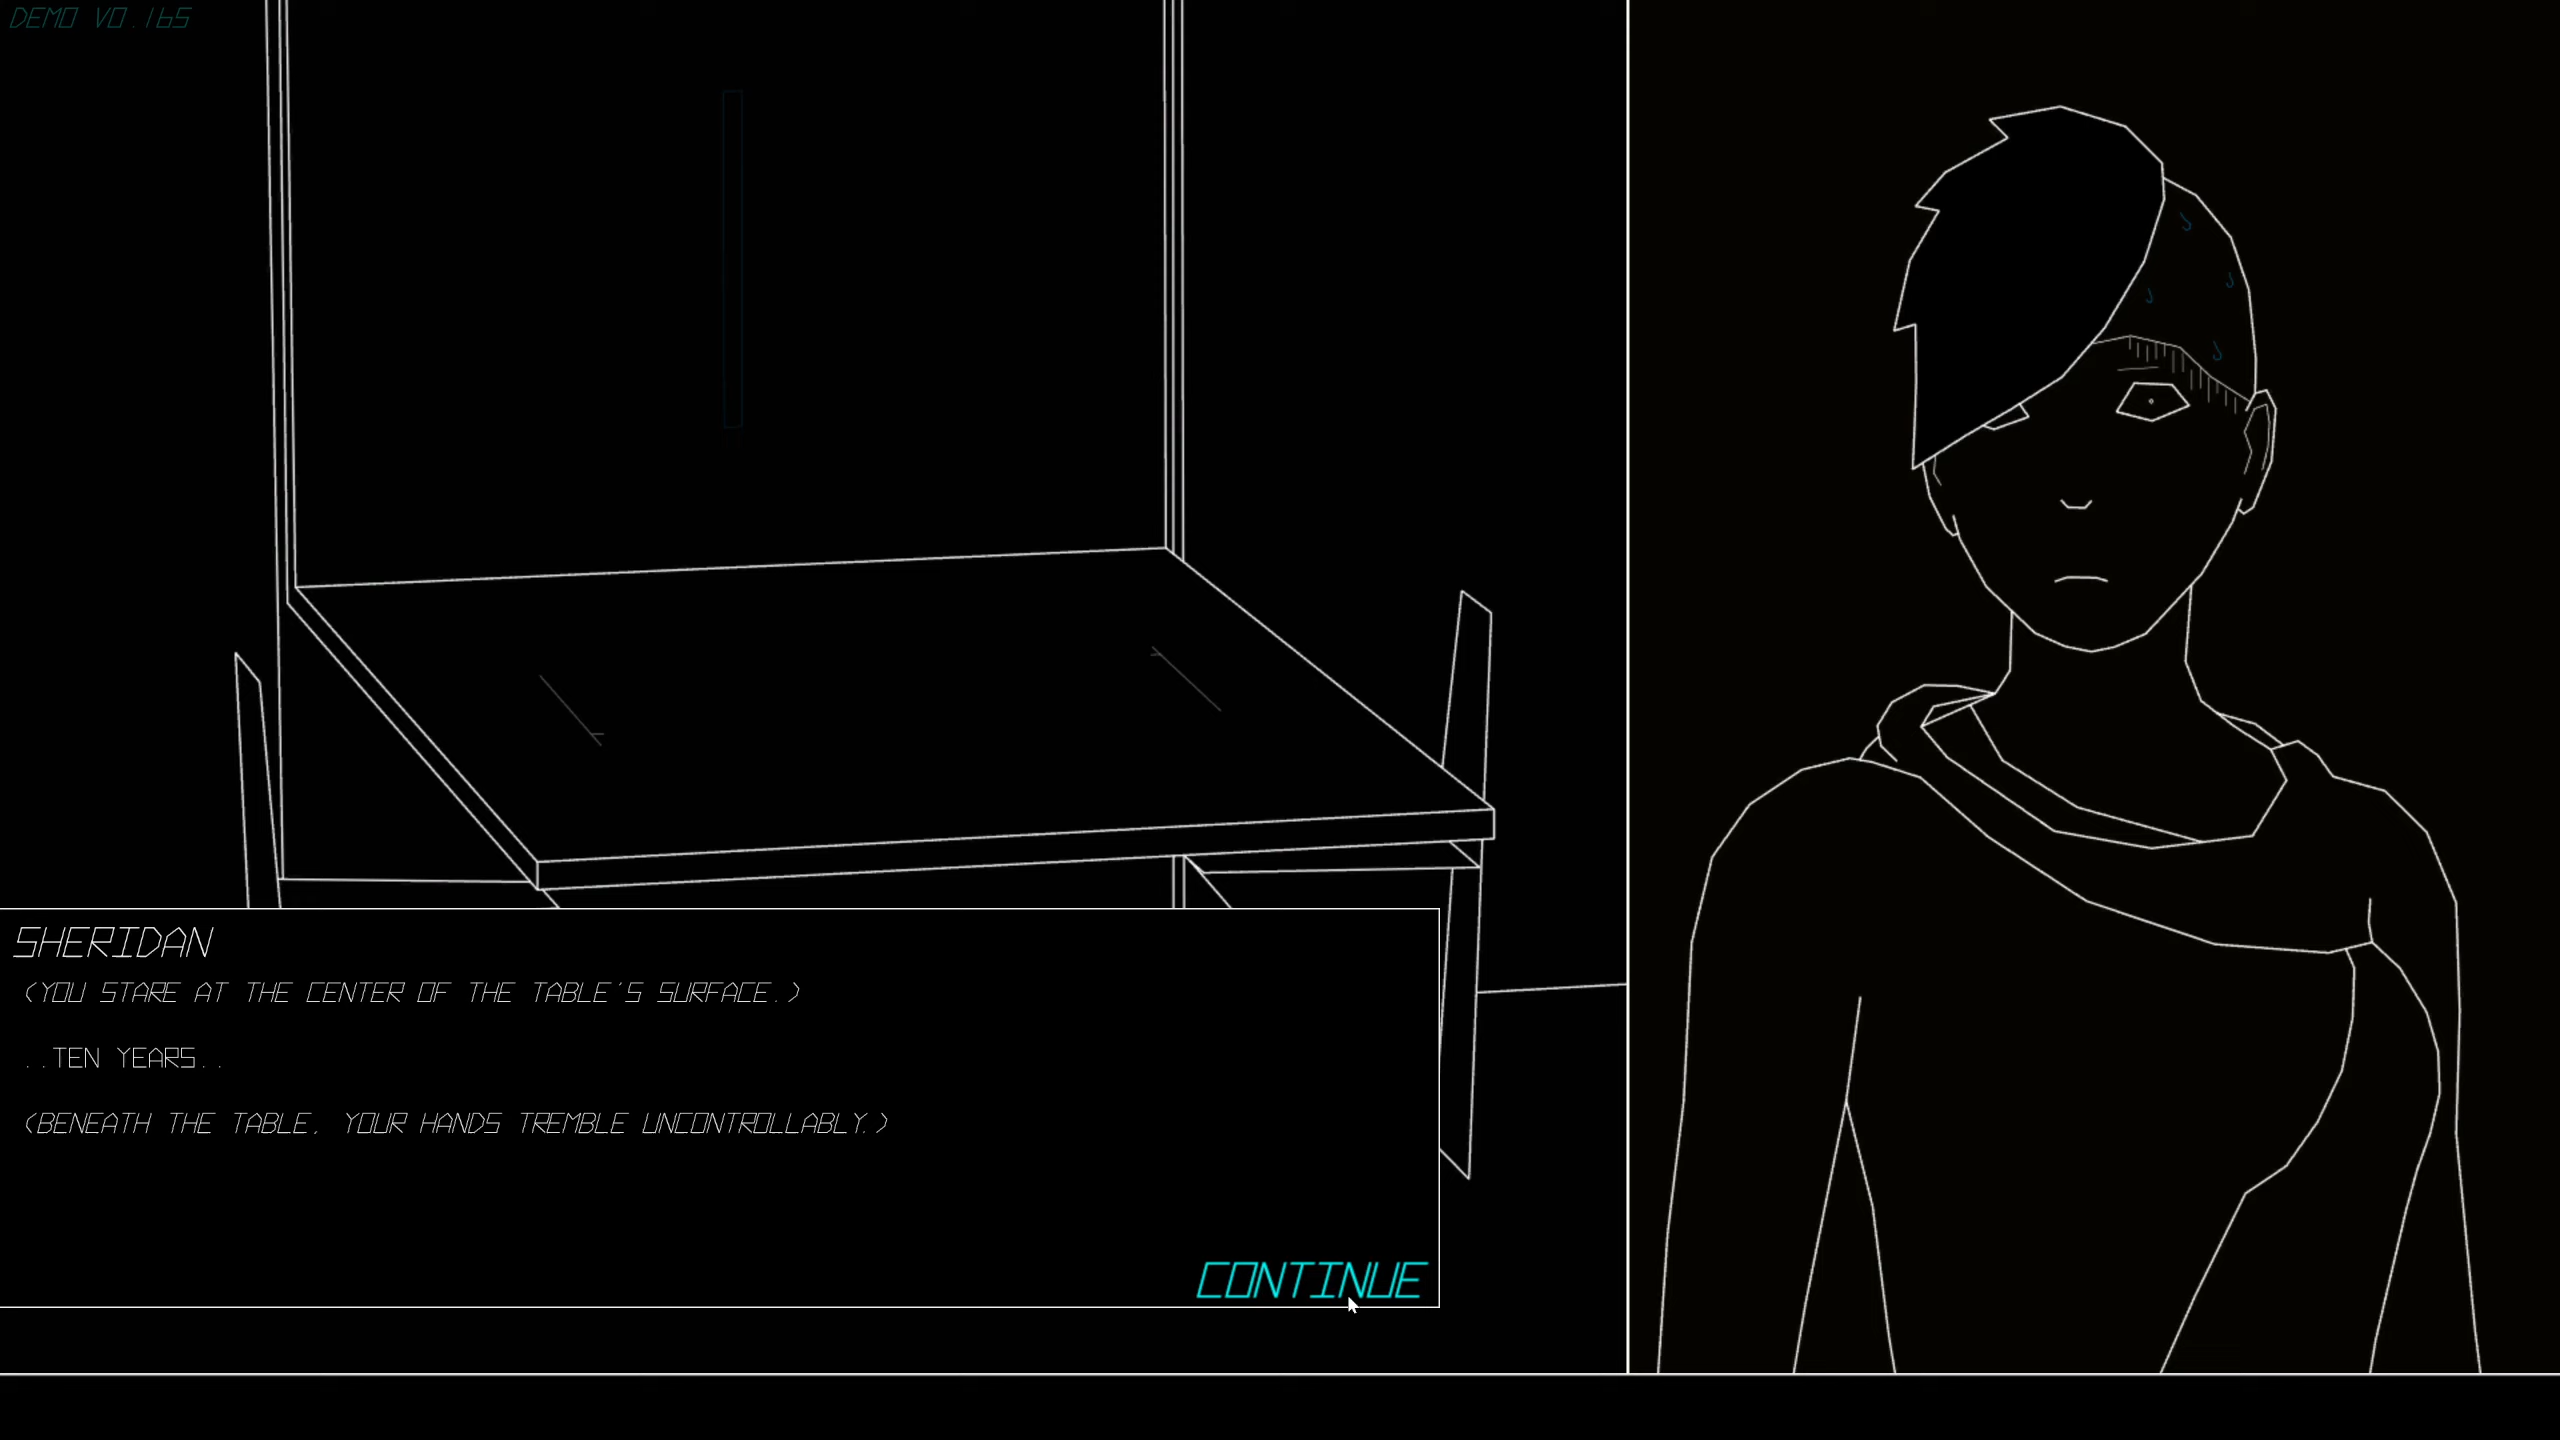 DEMO V0.165
SHERIDAN
(YOU STARE AT THE CENTER OF THE TABLE'S SURFACE.)
..TEN YEARS..
(BENEATH THE TABLE, YOUR HANDS TREMBLE UNCONTROLLABLY.)
CONTINUE